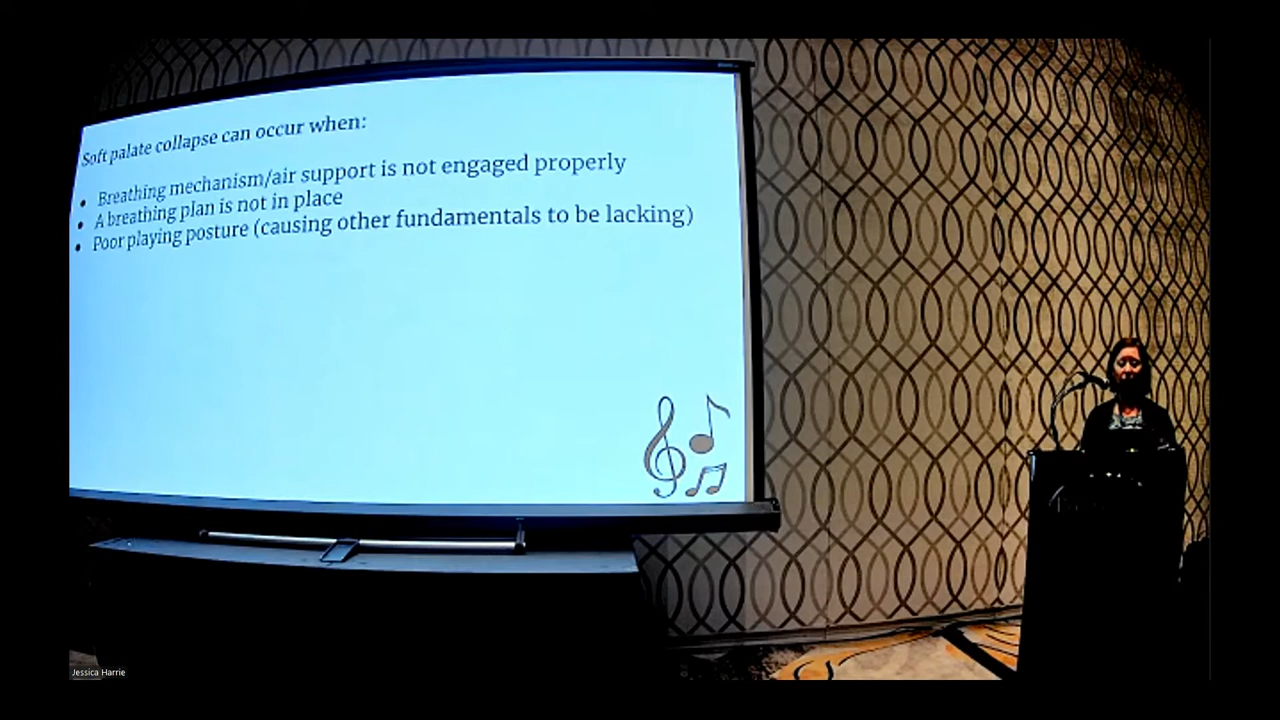 Soft palate collapse can occur when:
• Breathing mechanism/air support is not engaged properly
• A breathing plan is not in place
• Poor playing posture (causing other fundamentals to be lacking)
Jessica Harrie